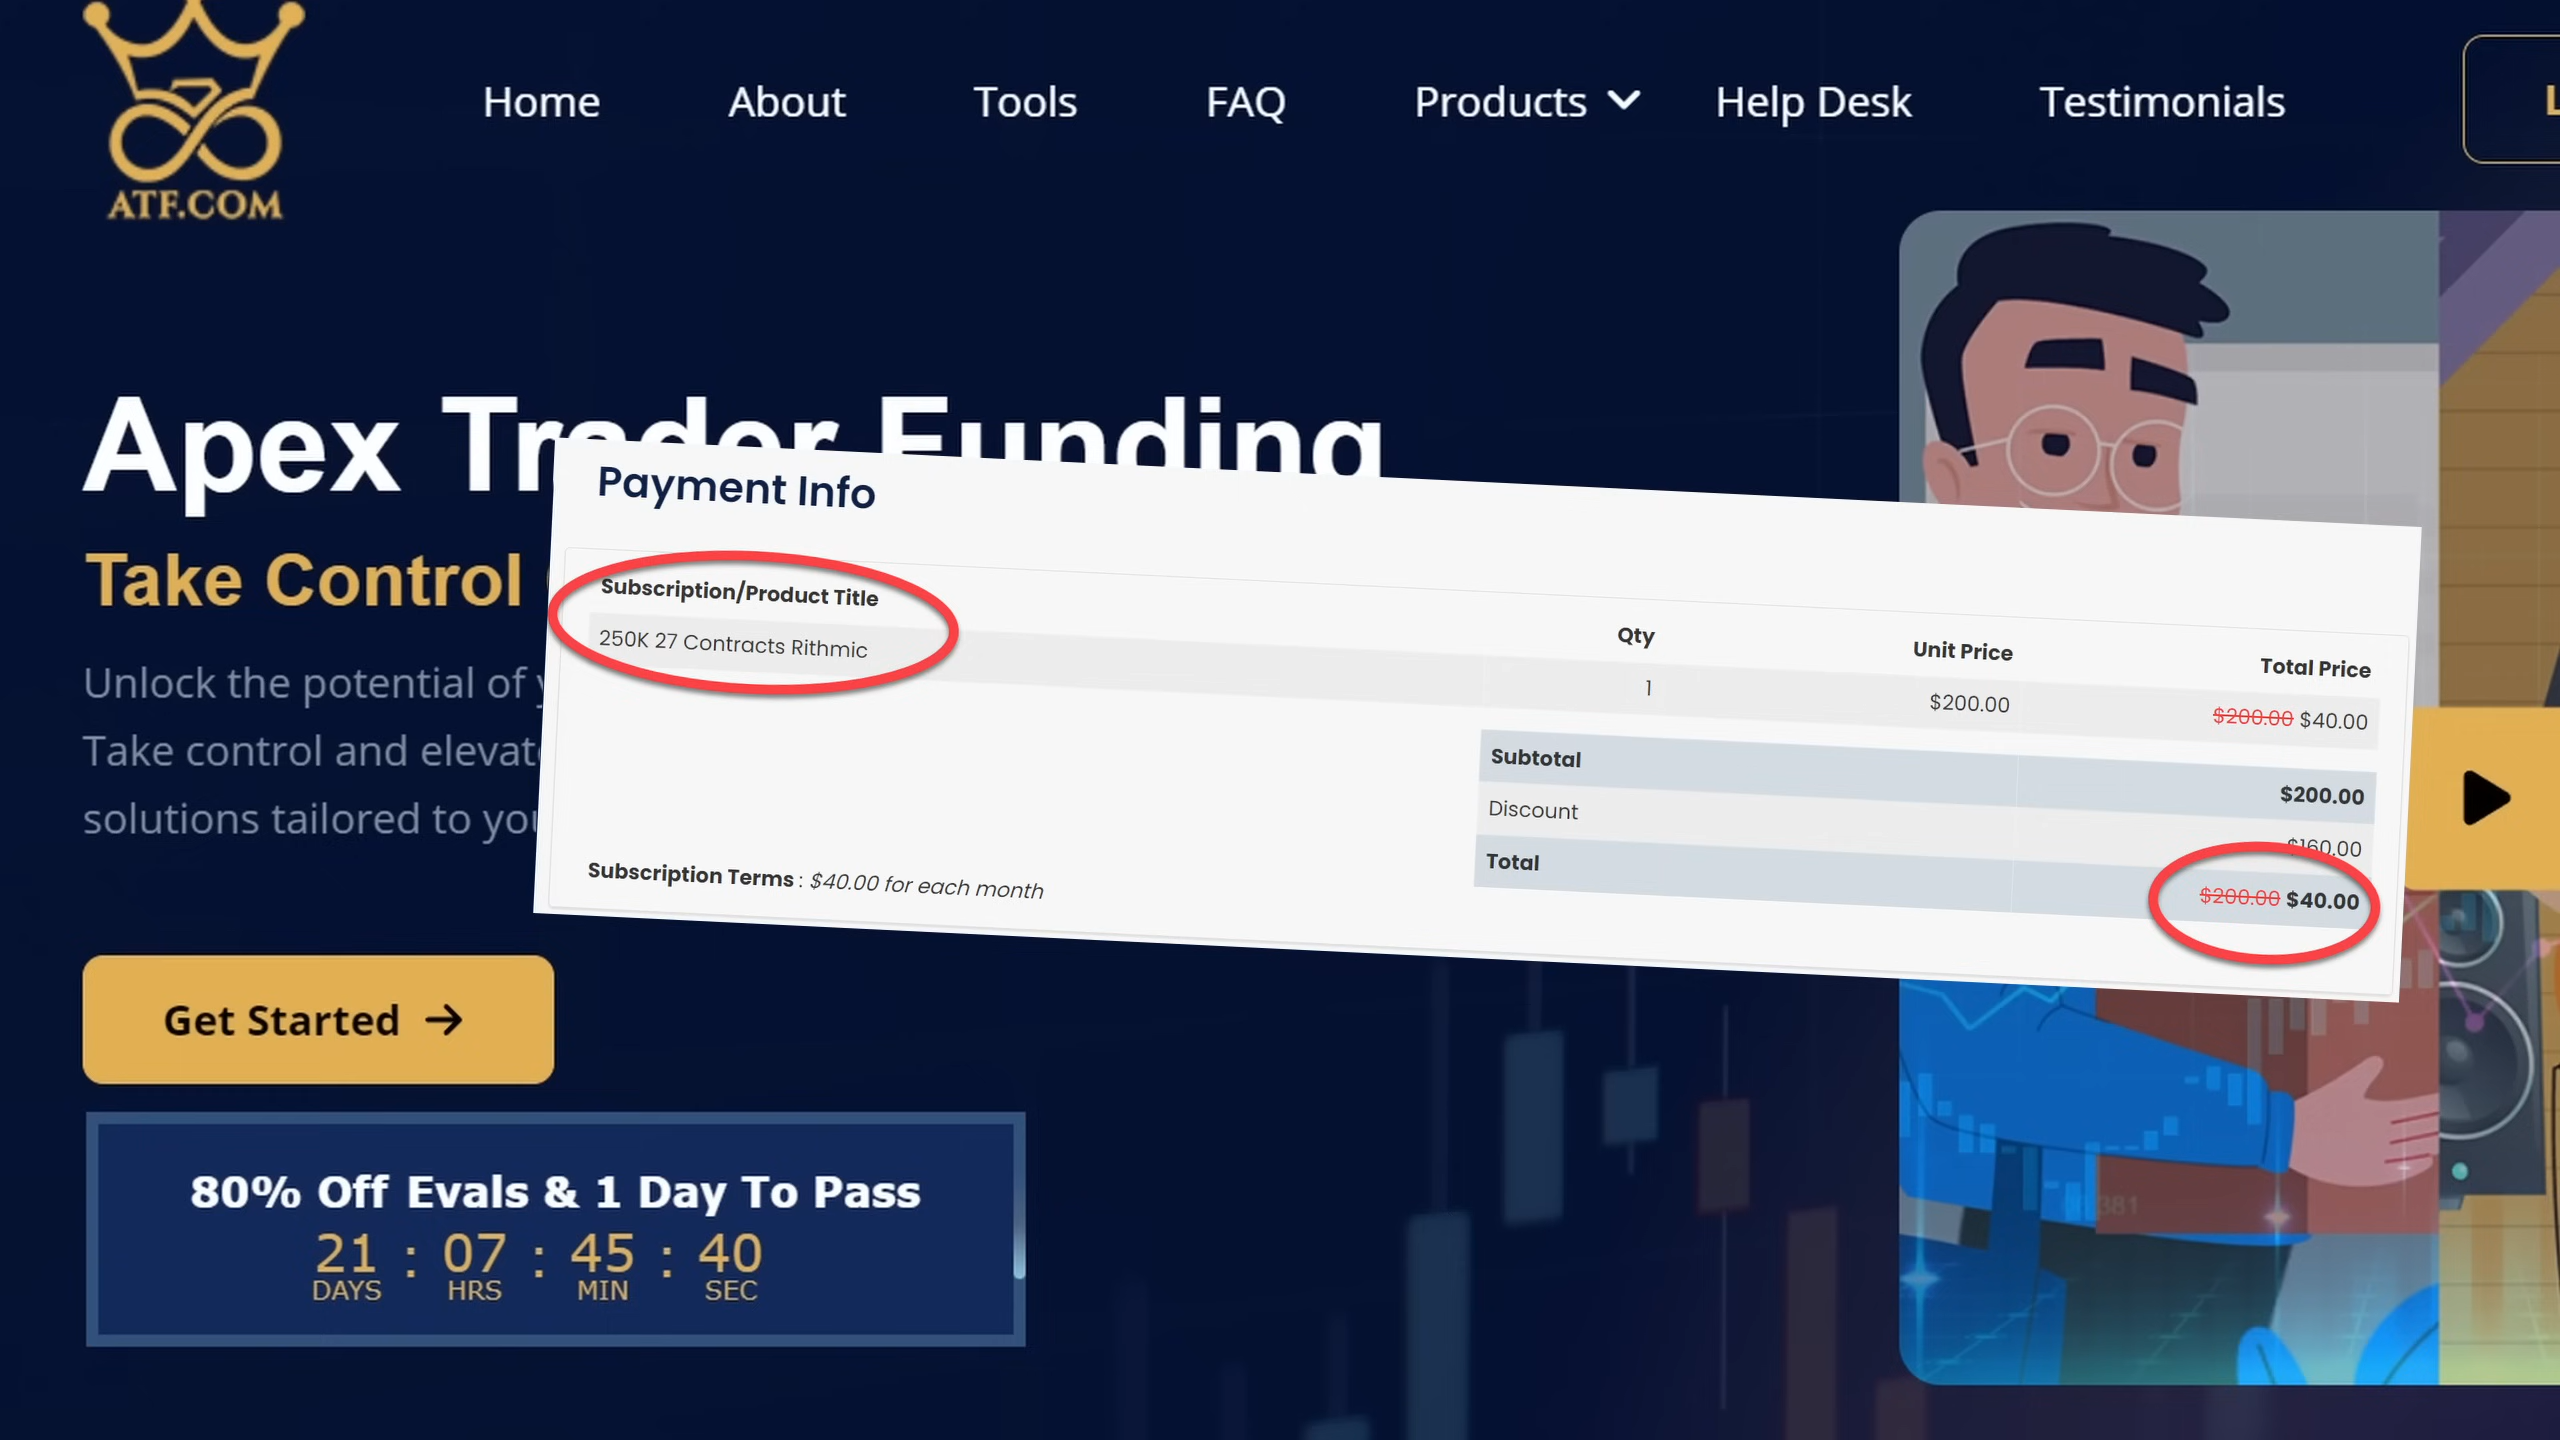 ATF.COM
Home About Tools FAQ Products Help Desk Testimonials
Apex Trader Funding
Take Control
Payment Info
Subscription/Product Title Qty Unit Price Total Price
250K 27 Contracts Rithmic 1 $200.00 $200.00 $40.00
Subtotal $200.00
Discount $160.00
Total $200.00 $40.00
Subscription Terms : $40.00 for each month
Unlock the potential of
Take control and
solutions tailored to
Get Started
80% Off Evals & 1 Day To Pass
21 : 07 : 45 : 40
DAYS HRS MIN SEC